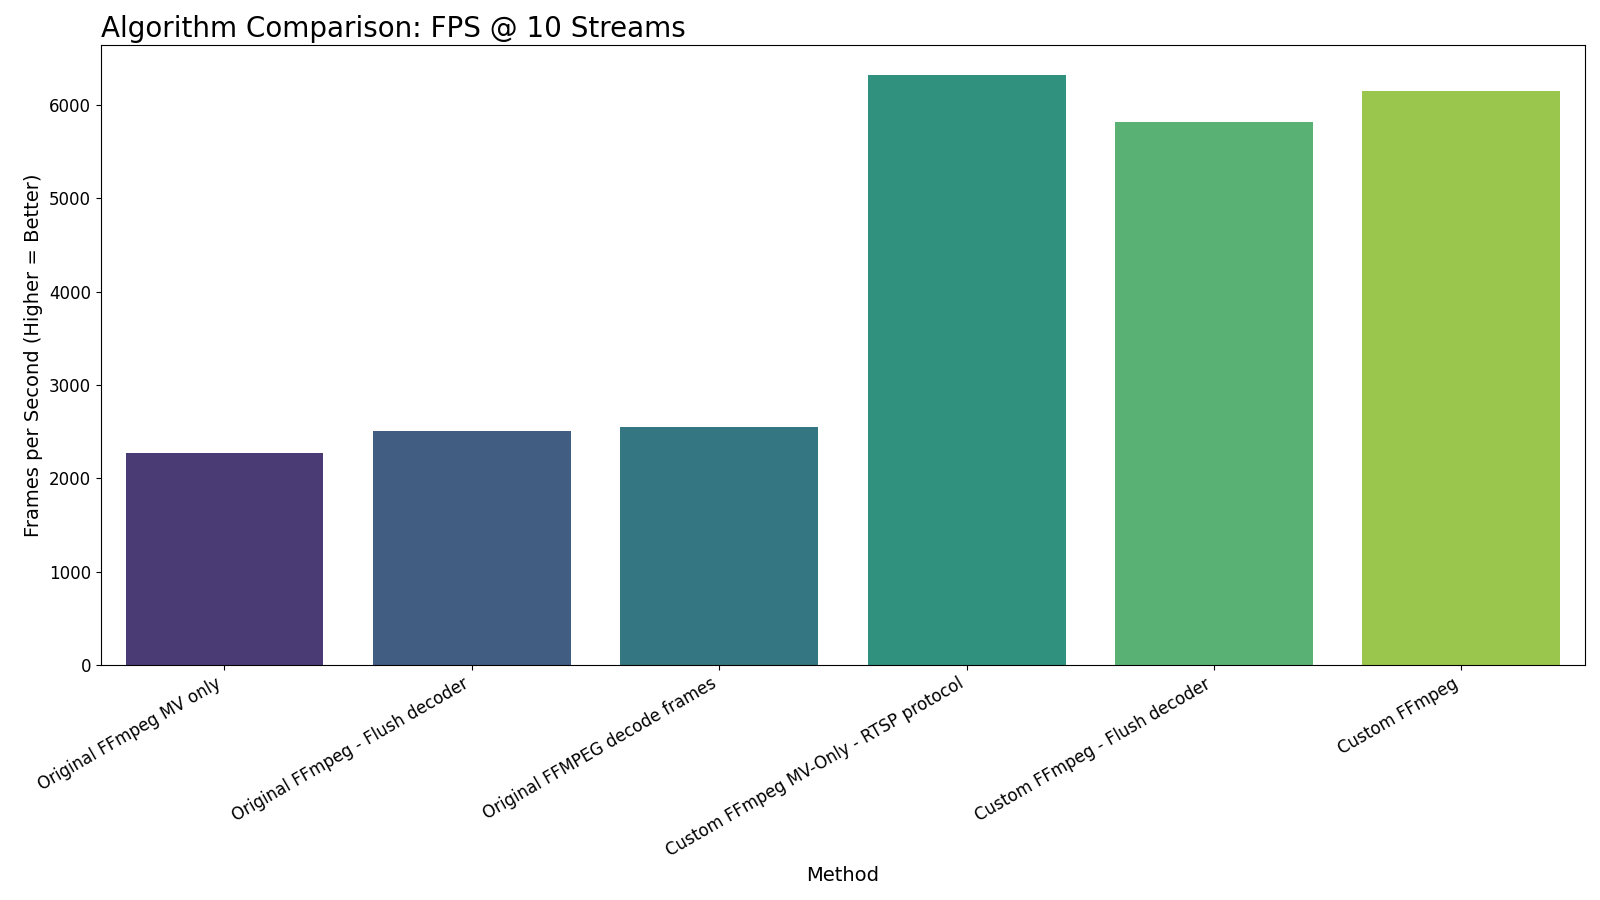 Algorithm Comparison: FPS @ 10 Streams
Frames per Second (Higher = Better)
6000
5000
4000
3000
2000
1000
0
Original FFmpeg MV only
Original FFmpeg - Flush decoder
Original FFMPEG decode frames
Custom FFmpeg MV-Only - RTSP protocol
Custom FFmpeg - Flush decoder
Custom FFmpeg
Method